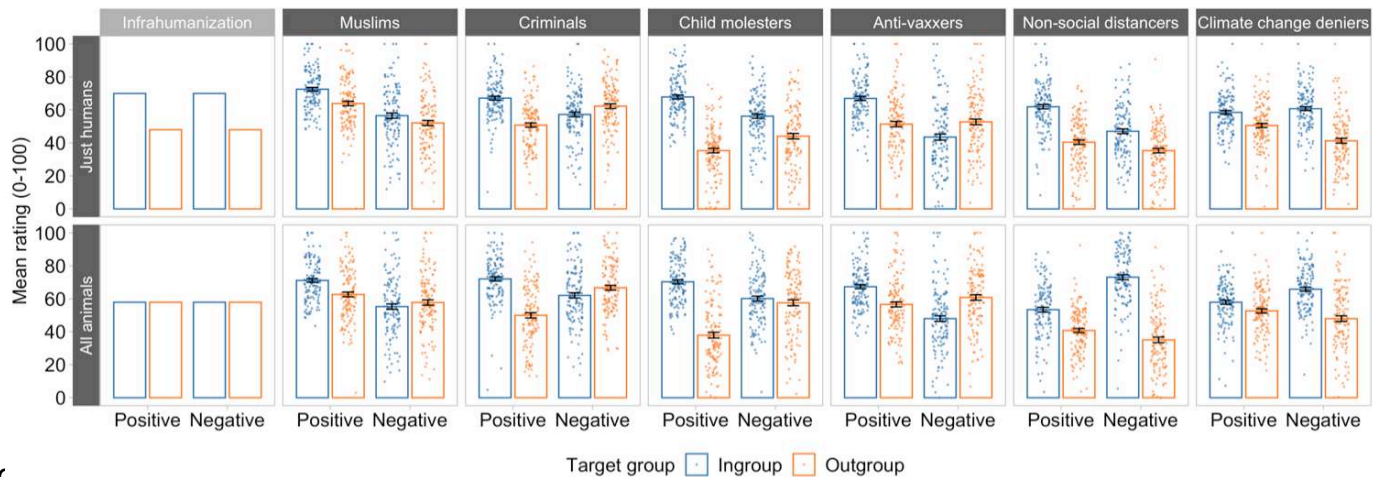 Infrahumanization Muslims Criminals Child molesters Anti-vaxxers Non-social distancers Climate change deniers
Mean rating (0-100)
Just humans
100
80
60
40
20
0
All animals
100
80
60
40
20
0
Positive Negative Positive Negative Positive Negative Positive Negative Positive Negative Positive Negative Positive Negative
Target group Ingroup Outgroup